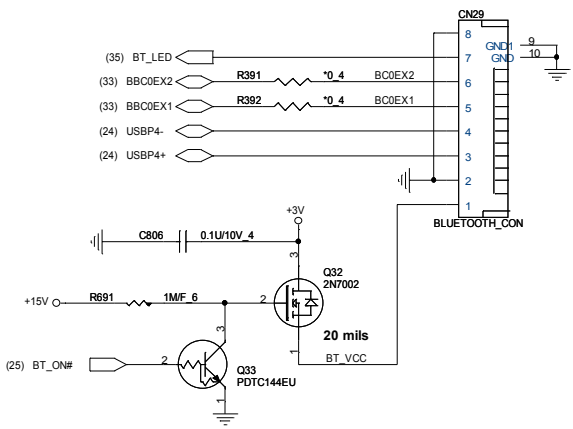 CN29
8
GND1 9
(35) BT_LED 7
GND 10
(33) BBC0EX2 R391 *0_4 BC0EX2 6
(33) BBC0EX1 R392 *0_4 BC0EX1 5
(24) USBP4- 4
(24) USBP4+ 3
2
1
BLUETOOTH_CON
+3V
C806 0.1U/10V_4
3
Q32
2N7002
+15V R691 1M/F_6 2
20 mils
3
1
BT_VCC
(25) BT_ON# 2
Q33
PDTC144EU
1